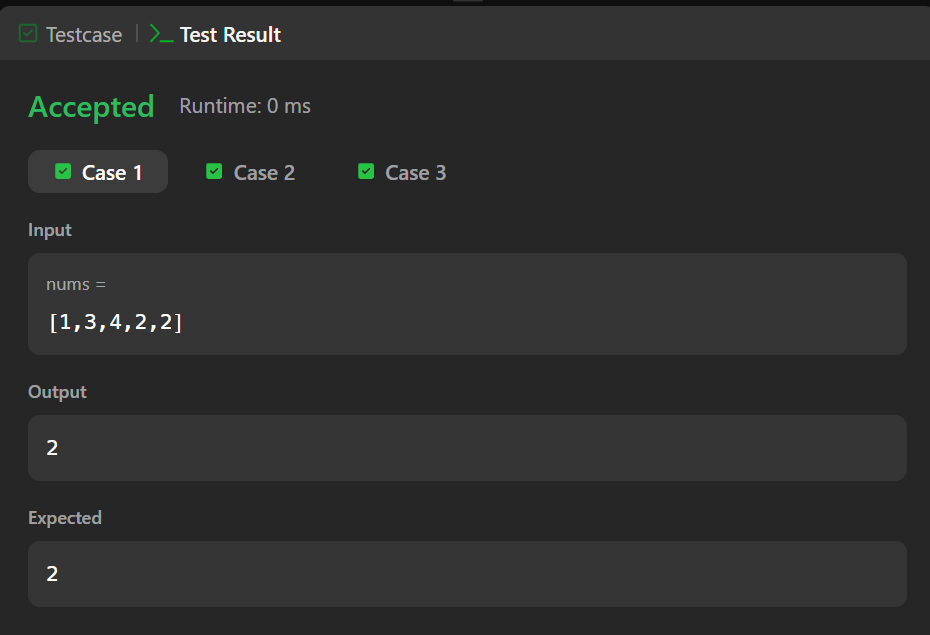 Testcase | Test Result
Accepted Runtime: 0 ms
Case 1 Case 2 Case 3
Input
nums =
[1,3,4,2,2]
Output
2
Expected
2